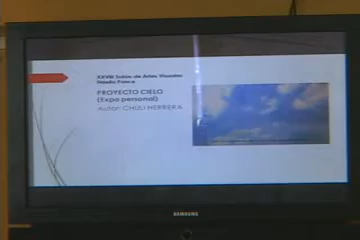 XXVIII Salón de Artes Visuales
PROYECTO CIELO
(Expo personal)
Autor: CHULI HERRERA
SAMSUNG